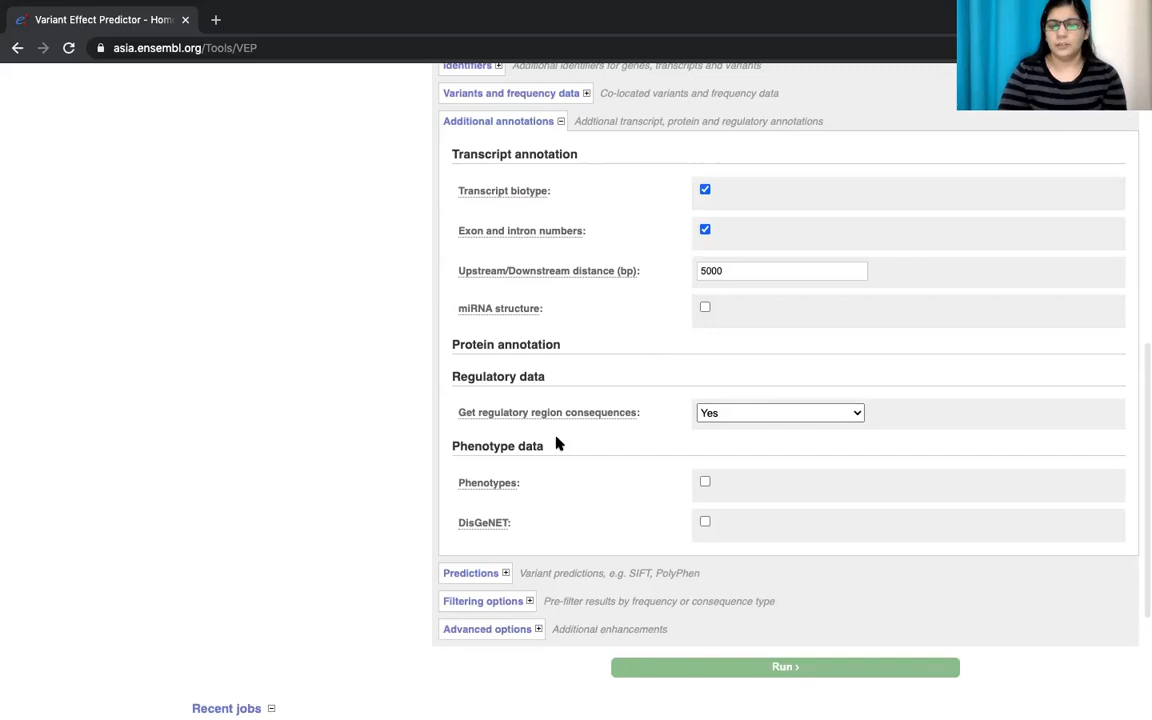 Variant Effect Predictor - Hom
asia.ensembl.org/Tools/VEP
Identifiers Additional identifiers for genes, transcripts and variants
Variants and frequency data Co-located variants and frequency data
Additional annotations Addtional transcript, protein and regulatory annotations
Transcript annotation
Transcript biotype:
Exon and intron numbers:
Upstream/Downstream distance (bp): 5000
miRNA structure:
Protein annotation
Regulatory data
Get regulatory region consequences: Yes
Phenotype data
Phenotypes:
DisGeNET:
Predictions Variant predictions, e.g. SIFT, PolyPhen
Filtering options Pre-filter results by frequency or consequence type
Advanced options Additional enhancements
Run ›
Recent jobs